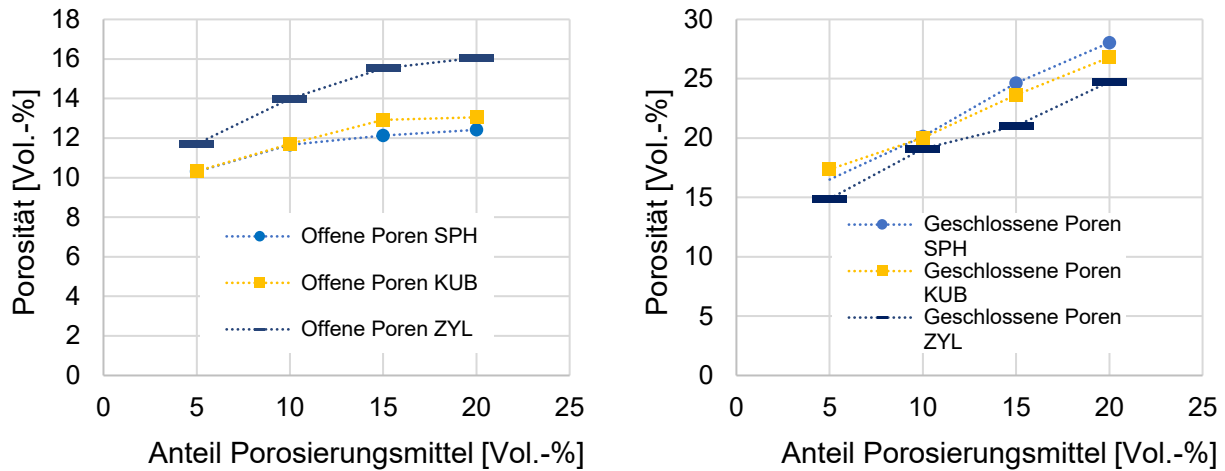 18
16
14
12
10
8
6
4
2
0
0 5 10 15 20 25
Porosität [Vol.-%]
Anteil Porosierungsmittel [Vol.-%]
Offene Poren SPH
Offene Poren KUB
Offene Poren ZYL
30
25
20
15
10
5
0
0 5 10 15 20 25
Porosität [Vol.-%]
Anteil Porosierungsmittel [Vol.-%]
Geschlossene Poren
SPH
Geschlossene Poren
KUB
Geschlossene Poren
ZYL